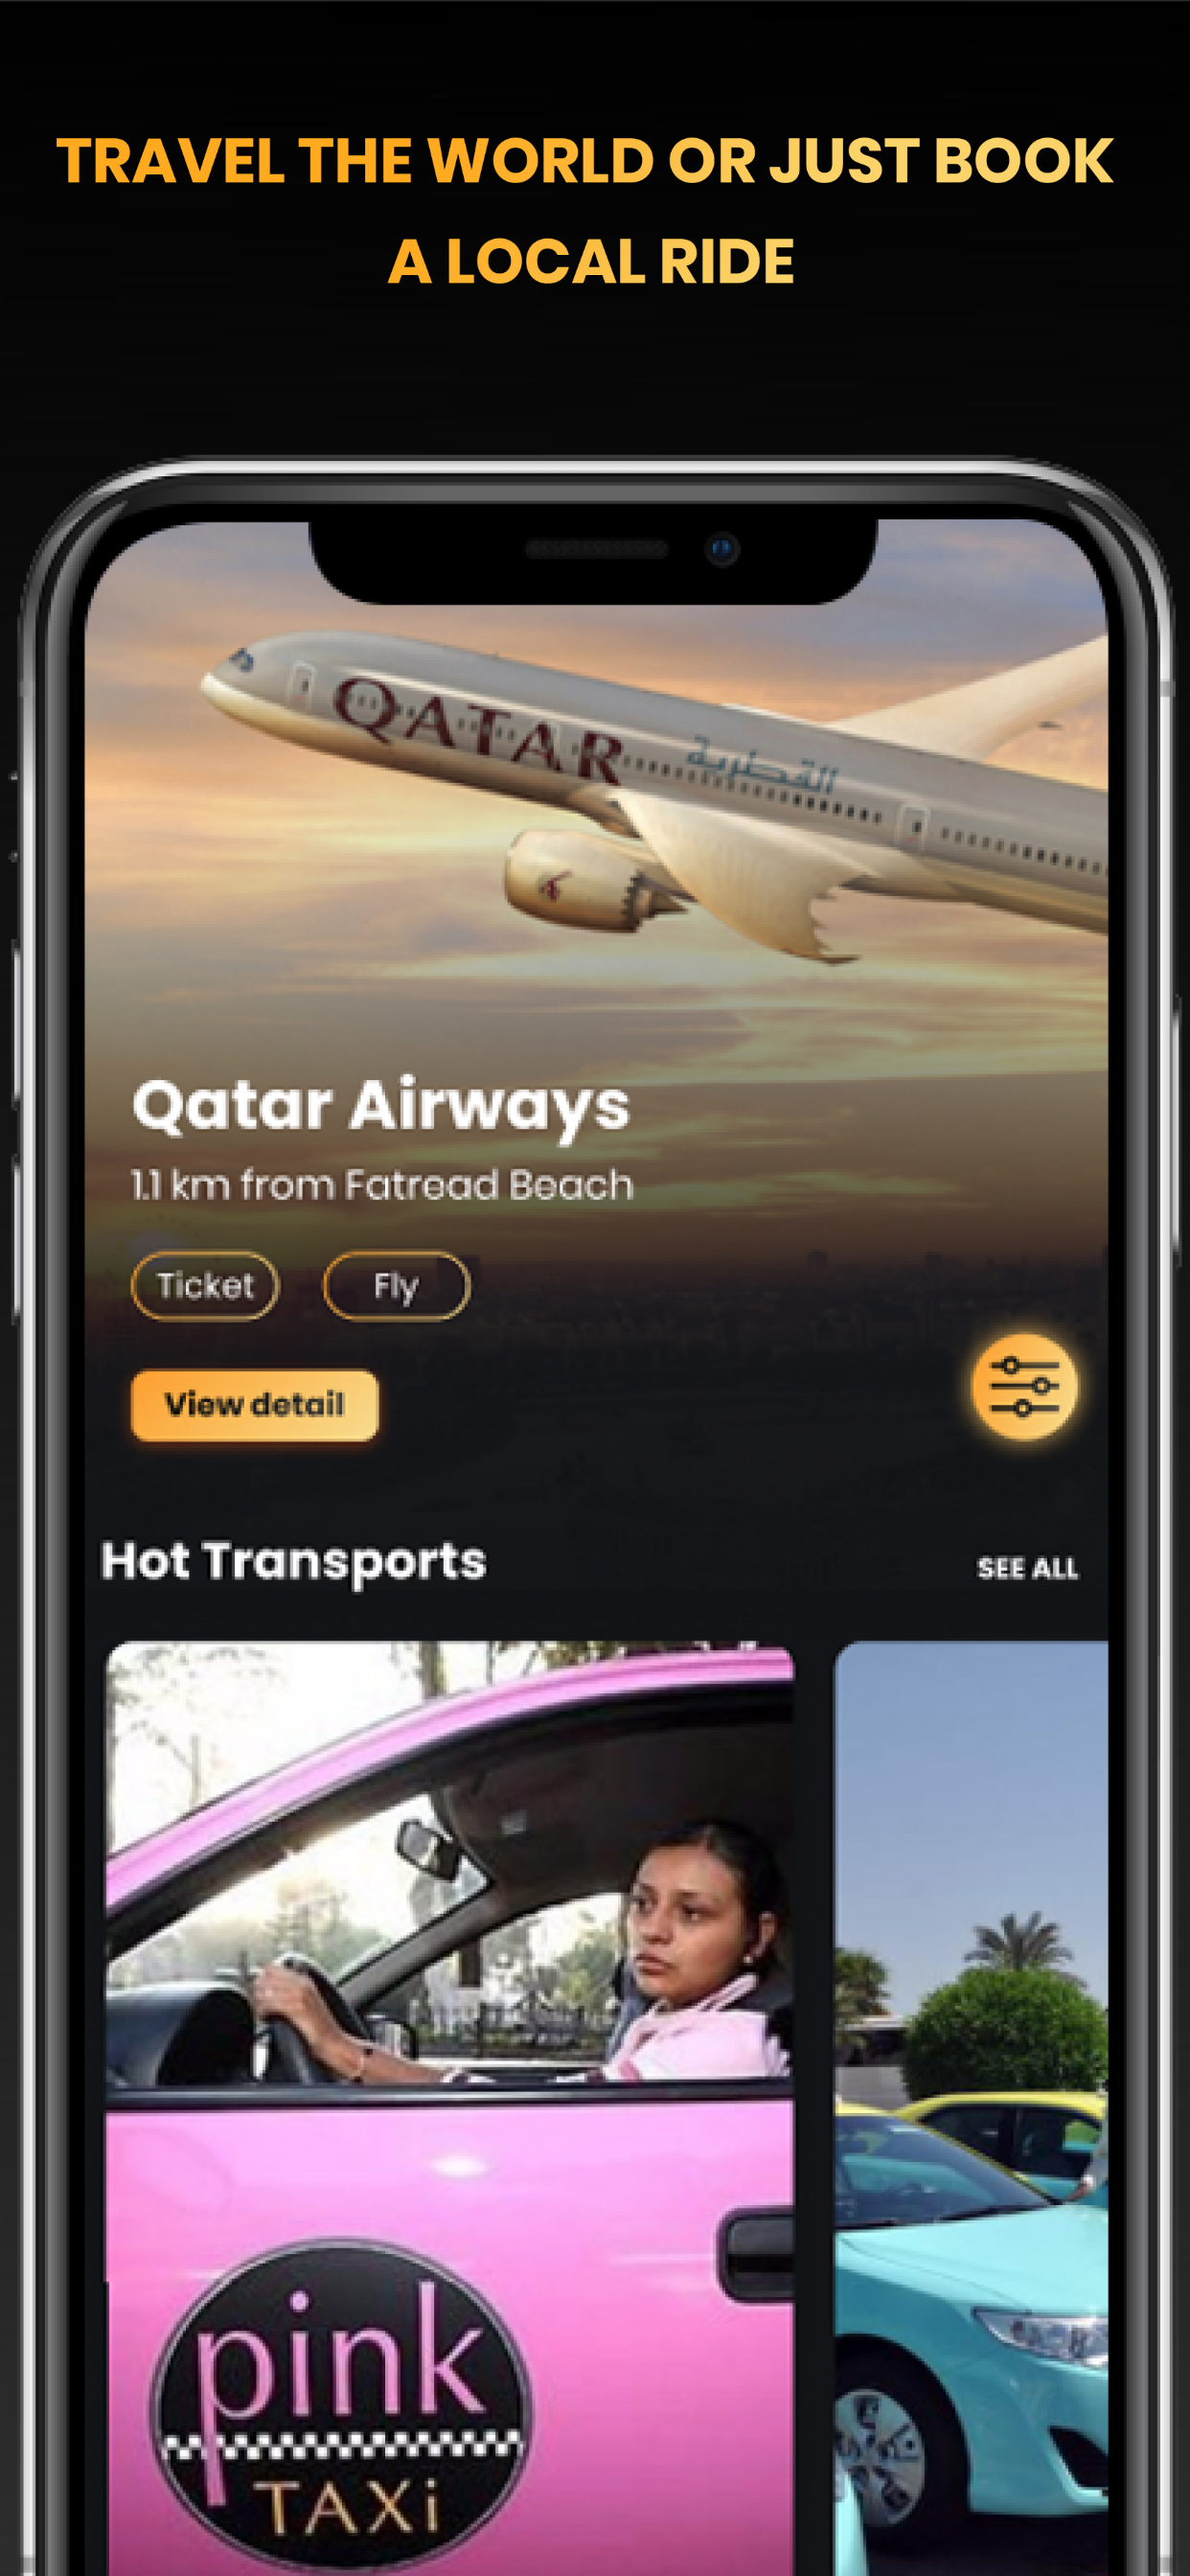 TRAVEL THE WORLD OR JUST BOOK
A LOCAL RIDE
QATAR القطرية
Qatar Airways
1.1 km from Fatread Beach
Ticket
Fly
View detail
Hot Transports
SEE ALL
pink
TAXi